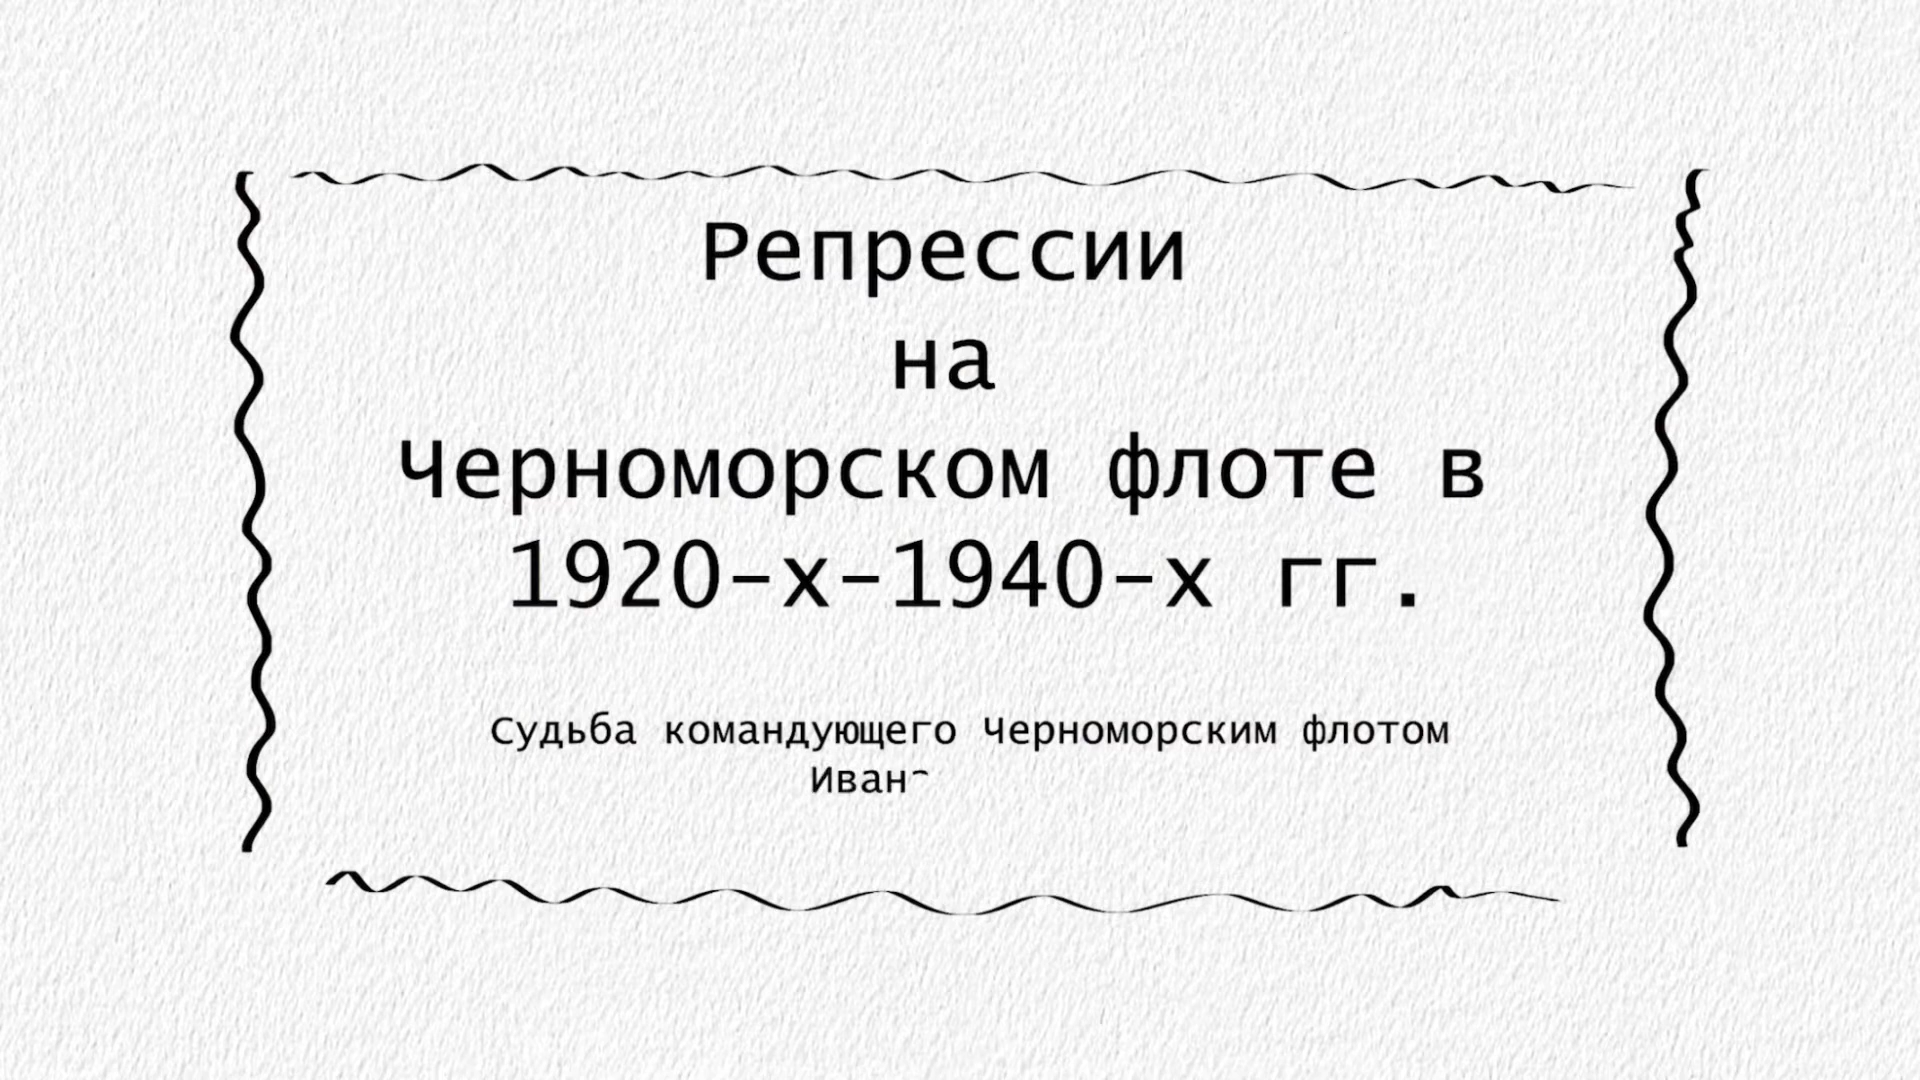 Репрессии
на
Черноморском флоте в
1920-х-1940-х гг.
Судьба командующего Черноморским флотом